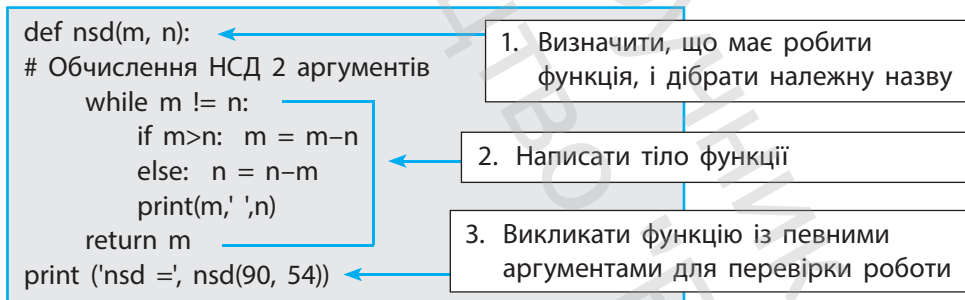 def nsd(m, n):
# Обчислення НСД 2 аргументів
while m != n:
if m>n: m = m–n
else: n = n–m
print(m,' ',n)
return m
print ('nsd =', nsd(90, 54))
1. Визначити, що має робити
функція, і дібрати належну назву
2. Написати тіло функції
3. Викликати функцію із певними
аргументами для перевірки роботи